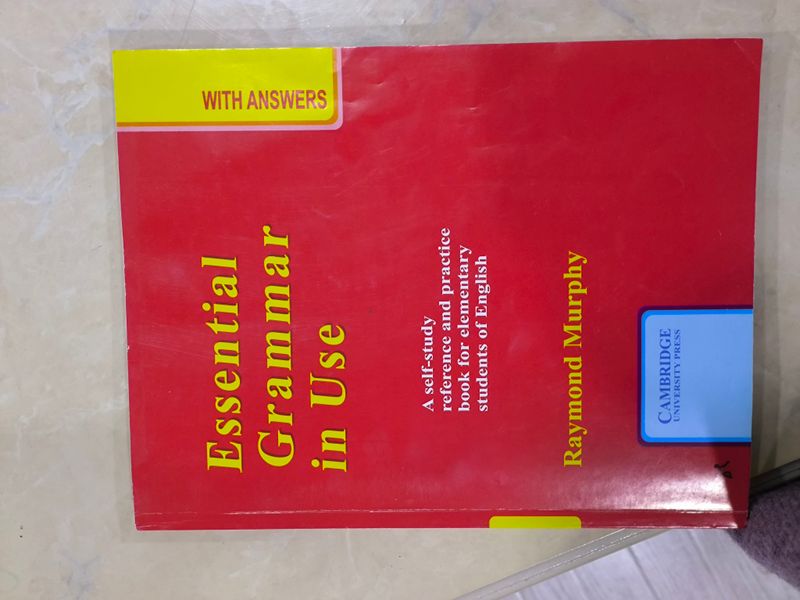 WITH ANSWERS
Essential
Grammar
in Use
A self-study
reference and practice
book for elementary
students of English
Raymond Murphy
CAMBRIDGE
UNIVERSITY PRESS